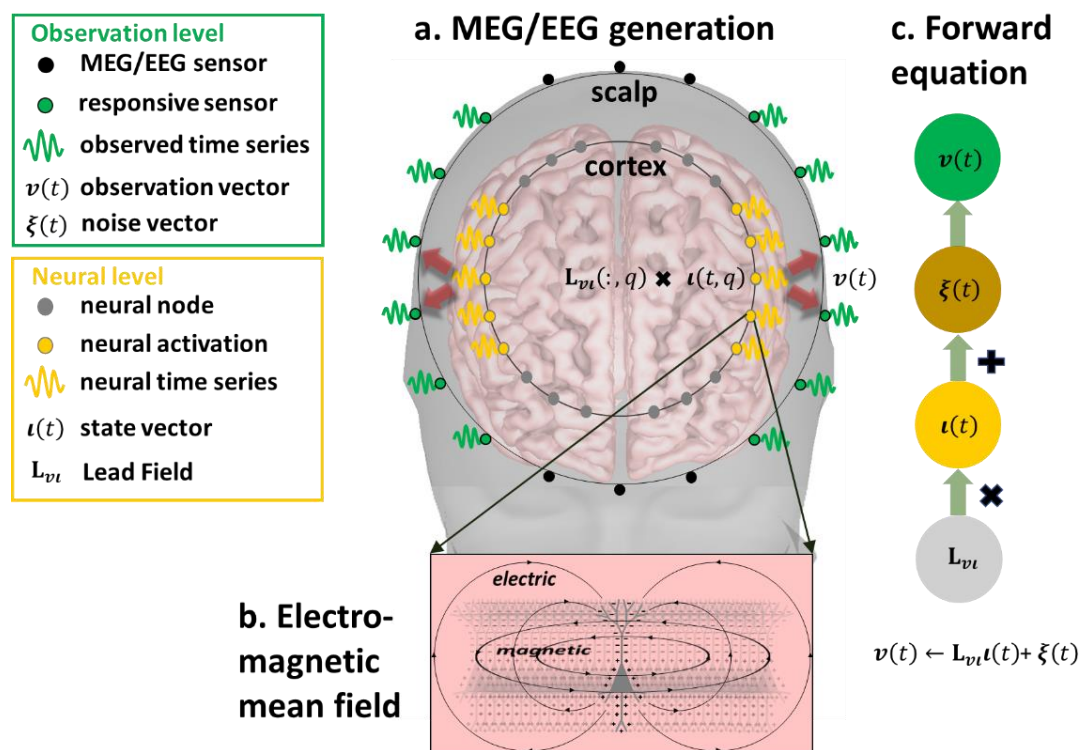 Observation level
MEG/EEG sensor
responsive sensor
observed time series
𝒗(𝑡) observation vector
𝝃(𝑡) noise vector
Neural level
neural node
neural activation
neural time series
𝜾(𝑡) state vector
𝐋𝒗𝜾 Lead Field
a. MEG/EEG generation
scalp
cortex
𝐋𝒗𝜾(:, 𝑞) ✖ 𝜾(𝑡, 𝑞)
𝒗(𝑡)
b. Electro-
magnetic
mean field
electric
magnetic
c. Forward
equation
𝒗(𝑡)
𝝃(𝑡)
+
𝜾(𝑡)
✖
𝐋𝒗𝜾
𝒗(𝑡) ← 𝐋𝒗𝜾𝜾(𝑡)+ 𝝃(𝑡)